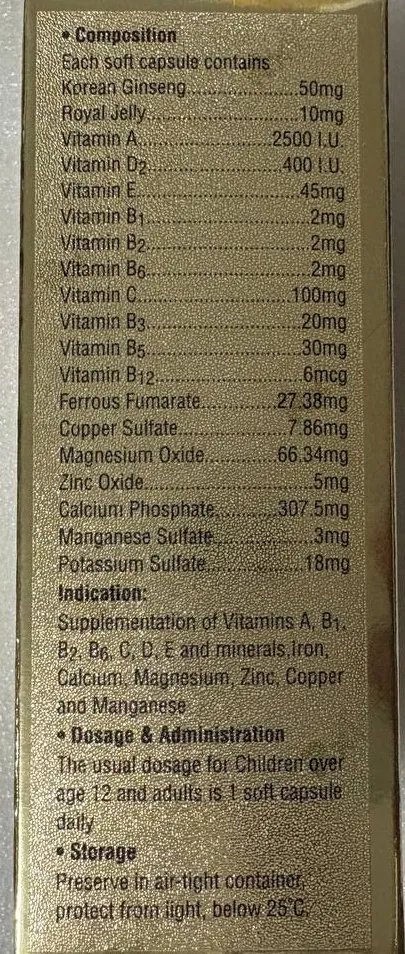 • Composition
Each soft capsule contains
Korean Ginseng..................50mg
Royal Jelly...........................10mg
Vitamin A.......................2500 I.U.
Vitamin D2.......................400 I.U.
Vitamin E............................45mg
Vitamin B1............................2mg
Vitamin B2............................2mg
Vitamin B6............................2mg
Vitamin C..........................100mg
Vitamin B3..........................20mg
Vitamin B5..........................30mg
Vitamin B12.........................6mcg
Ferrous Fumarate.............27.38mg
Copper Sulfate...................7.86mg
Magnesium Oxide............66.34mg
Zinc Oxide............................5mg
Calcium Phosphate..........307.5mg
Manganese Sulfate................3mg
Potassium Sulfate................18mg
Indication:
Supplementation of Vitamins A, B1,
B2, B6, C, D, E and minerals Iron,
Calcium, Magnesium, Zinc, Copper
and Manganese
• Dosage & Administration
The usual dosage for Children over
age 12 and adults is 1 soft capsule
daily
• Storage
Preserve in air-tight container,
protect from light, below 25°C.